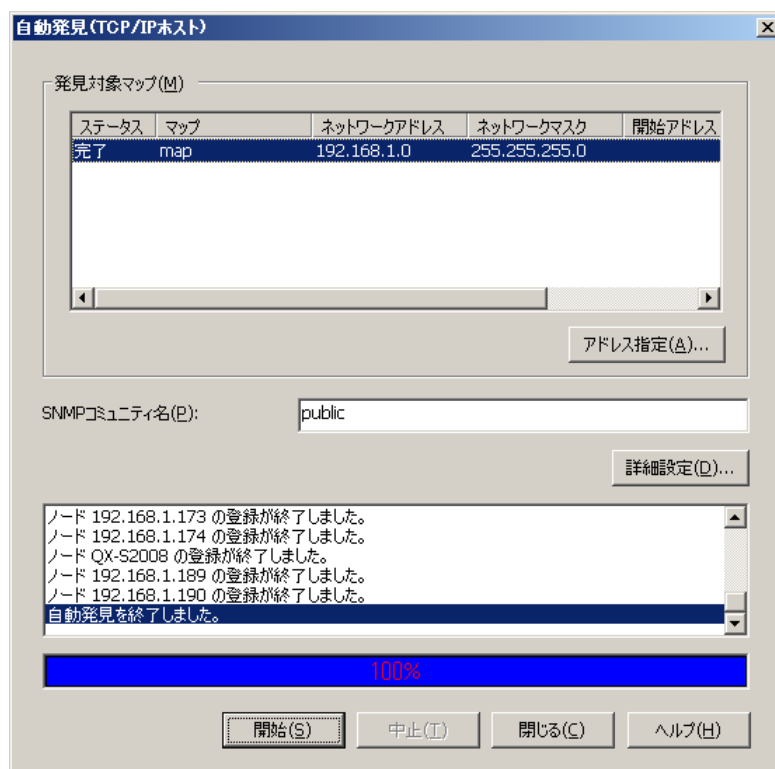 自動発見(TCP/IPホスト)
発見対象マップ(M)
ステータス マップ ネットワークアドレス ネットワークマスク 開始アドレス
完了 map 192.168.1.0 255.255.255.0
アドレス指定(A)...
SNMPコミュニティ名(P): public
詳細設定(D)...
ノード 192.168.1.173 の登録が終了しました。
ノード 192.168.1.174 の登録が終了しました。
ノード QX-S2008 の登録が終了しました。
ノード 192.168.1.189 の登録が終了しました。
ノード 192.168.1.190 の登録が終了しました。
自動発見を終了しました。
100%
開始(S) 中止(T) 閉じる(C) ヘルプ(H)